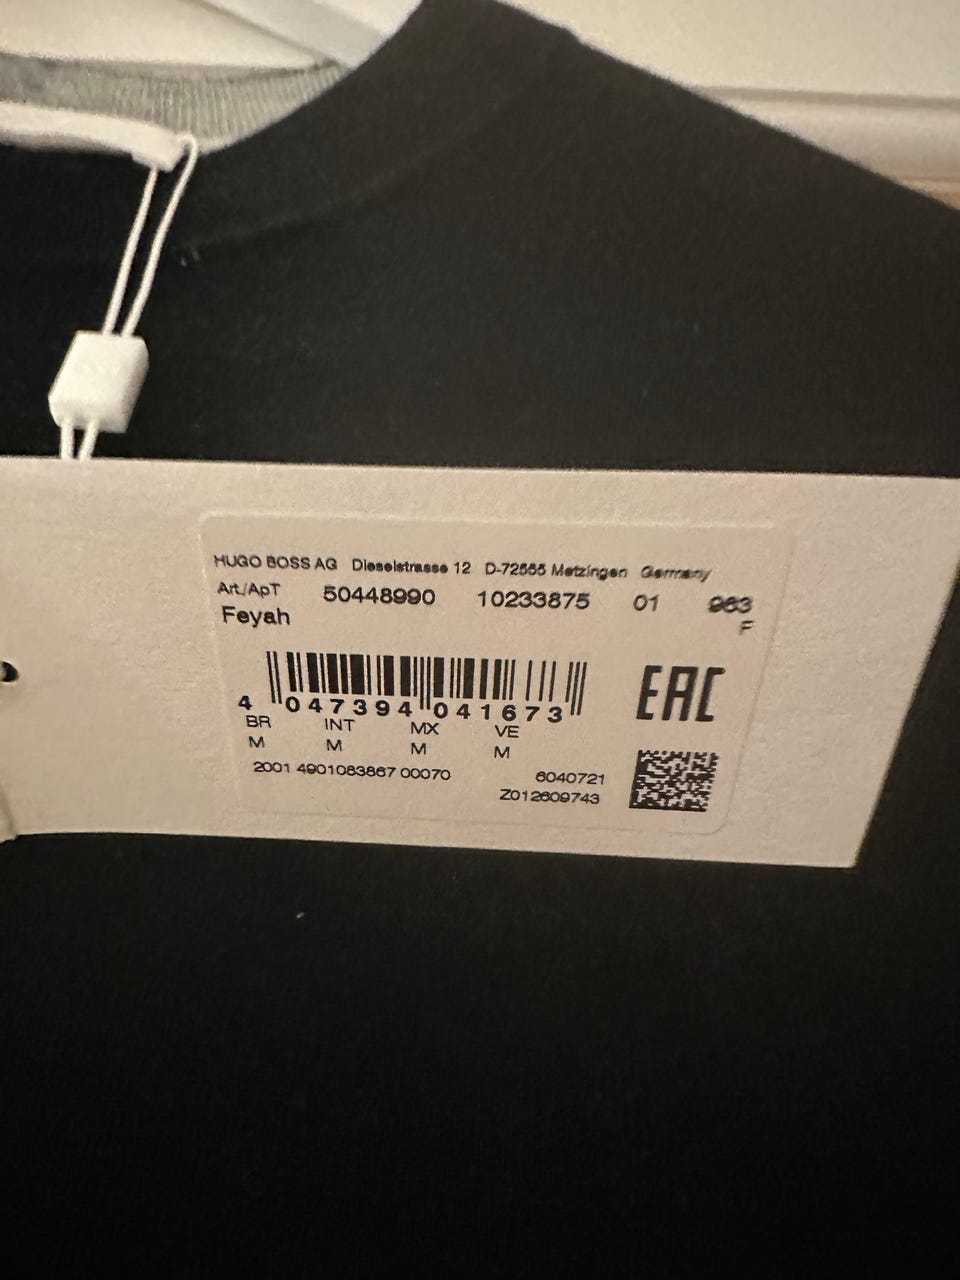 HUGO BOSS AG Dieselstrasse 12 D-72555 Metzingen Germany
Art./АрТ 50448990 10233875 01 963
Feyah F
4 047394 041673 EAC
BR INT MX VE
M M M M
2001 4901083867 00070 6040721
Z012609743